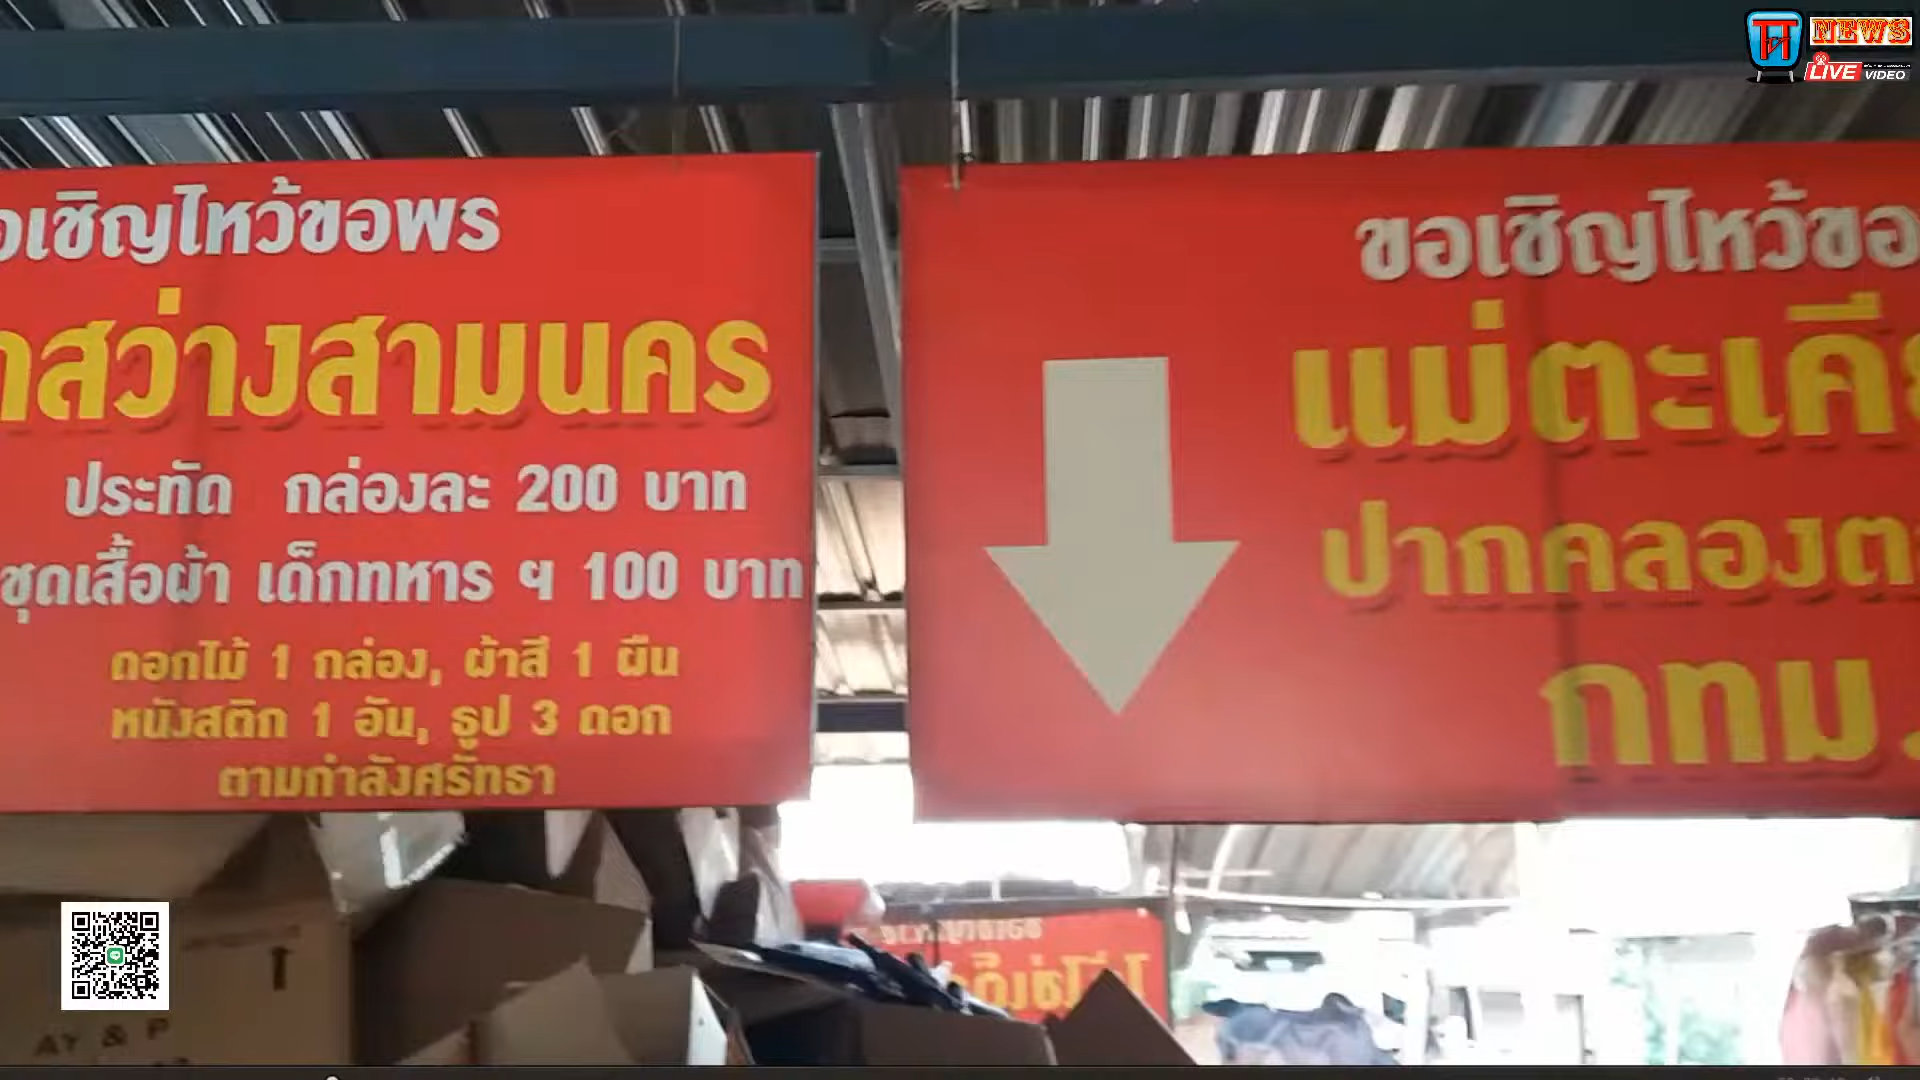 NEWS
LIVE VIDEO
อเชิญไหว้ขอพร
สว่างสามนคร
ประทัด กล่องละ 200 บาท
ชุดเสื้อผ้า เด็กทหาร ฯ 100 บาท
ดอกไม้ 1 กล่อง, ผ้าสี 1 ผืน
หนังสติก 1 อัน, ธูป 3 ดอก
ตามกำลังศรัทธา
ขอเชิญไหว้ขอ
แม่ตะเคี
ปากคลองต
กทม.
AY & P